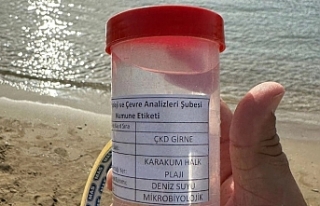 ve Çevre Analizleri Şubesi
Numune Etiketi
ÇKD GİRNE
KARAKUM HALK
PLAJI
DENİZ SUYU
MİKROBİYOLOJİK